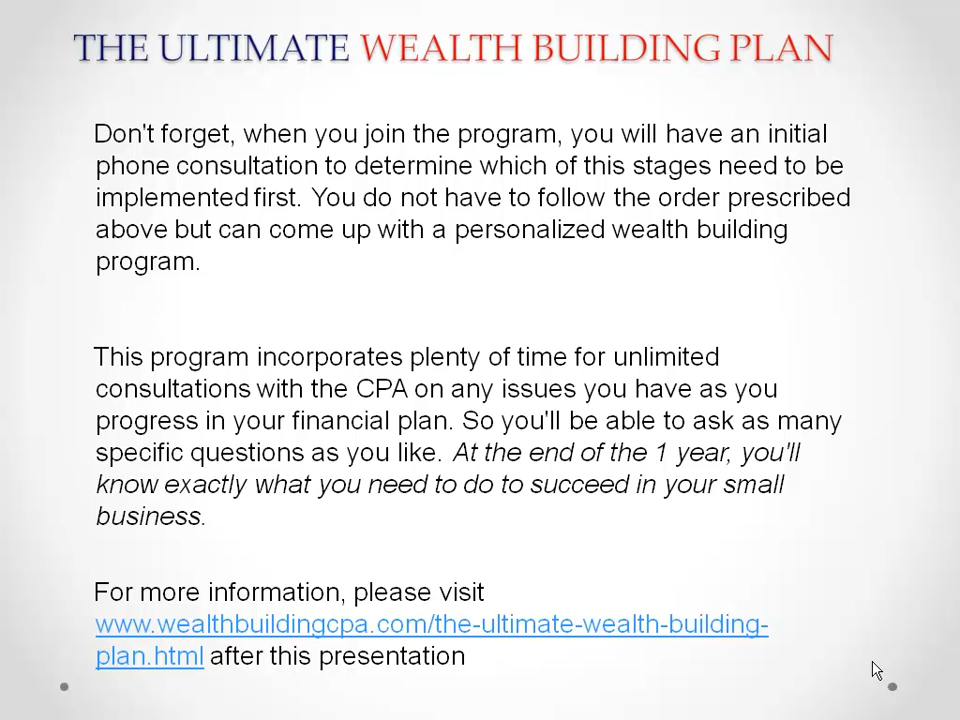 THE ULTIMATE WEALTH BUILDING PLAN
Don't forget, when you join the program, you will have an initial
phone consultation to determine which of this stages need to be
implemented first. You do not have to follow the order prescribed
above but can come up with a personalized wealth building
program.
This program incorporates plenty of time for unlimited
consultations with the CPA on any issues you have as you
progress in your financial plan. So you'll be able to ask as many
specific questions as you like. At the end of the 1 year, you'll
know exactly what you need to do to succeed in your small
business.
For more information, please visit
www.wealthbuildingcpa.com/the-ultimate-wealth-building-
plan.html after this presentation